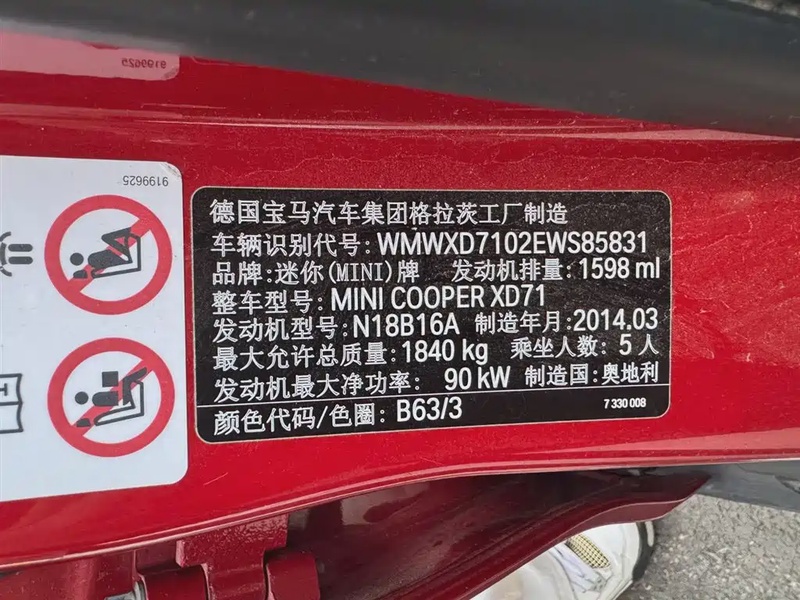 9199625
9199625
德国宝马汽车集团格拉茨工厂制造
车辆识别代号: WMWXD7102EWS85831
品牌:迷你(MINI)牌 发动机排量:1598 ml
整车型号: MINI COOPER XD71
发动机型号: N18B16A 制造年月:2014.03
最大允许总质量:1840 kg 乘坐人数: 5 人
发动机最大净功率: 90 kW 制造国:奥地利
颜色代码/色圈: B63/3 7 330 008